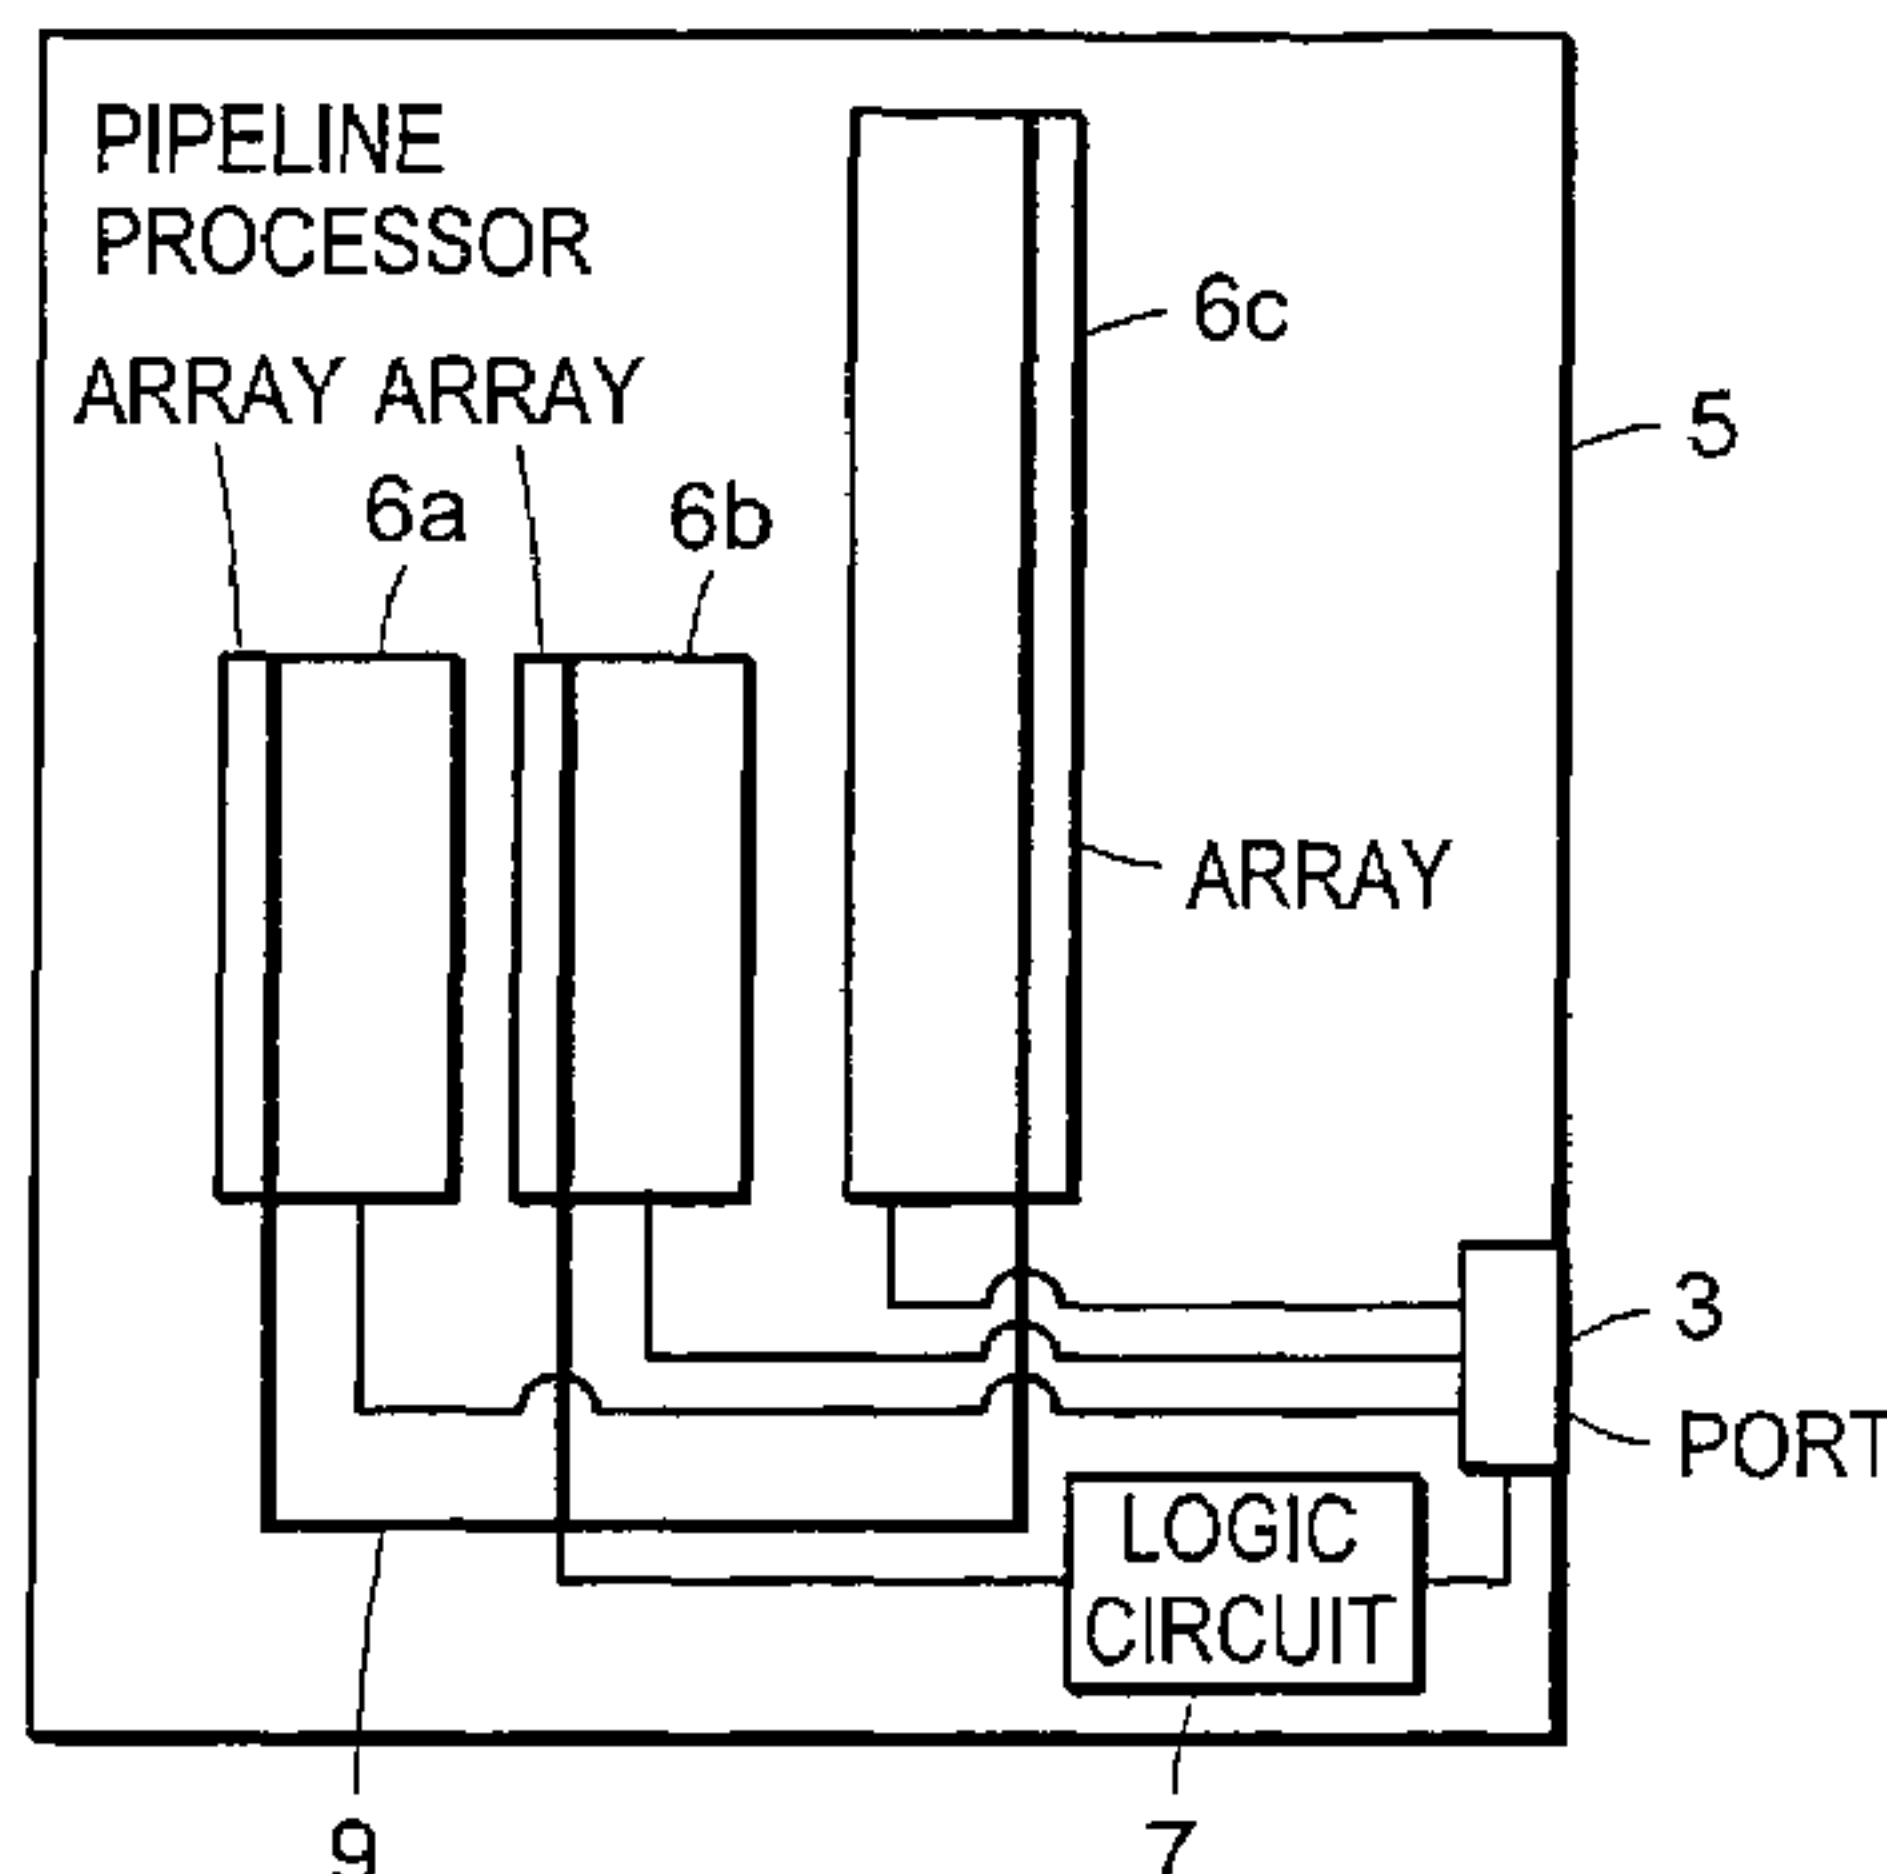 PIPELINE
PROCESSOR
6c
ARRAY ARRAY
5
6a
6b
ARRAY
3
PORT
LOGIC
CIRCUIT
9
7